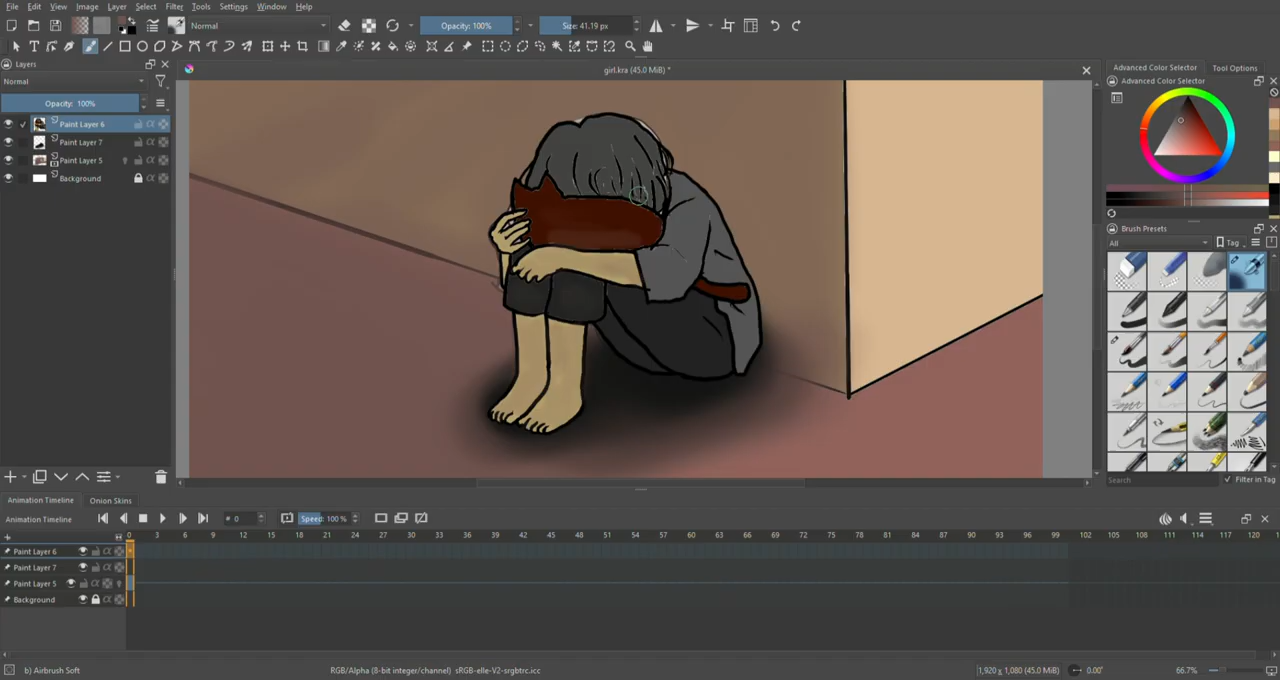 File Edit View Image Layer Select Filter Tools Settings Window Help
Normal Opacity: 100% Size: 41.19 px
Layers
girl.kra (45.0 MiB) *
Advanced Color Selector Tool Options
Normal
Advanced Color Selector
Opacity: 100%
Paint Layer 6
Paint Layer 7
Paint Layer 5
Background
Brush Presets
All Tag
Search Filter in Tag
Animation Timeline Onion Skins
Animation Timeline # 0 Speed: 100 %
0 3 6 9 12 15 18 21 24 27 30 33 36 39 42 45 48 51 54 57 60 63 66 69 72 75 78 81 84 87 90 93 96 99 102 105 108 111 114 117 120
Paint Layer 6
Paint Layer 7
Paint Layer 5
Background
b) Airbrush Soft RGB/Alpha (8-bit integer/channel) sRGB-elle-V2-srgbtrc.icc 1,920 x 1,080 (45.0 MiB) 0.00° 66.7%